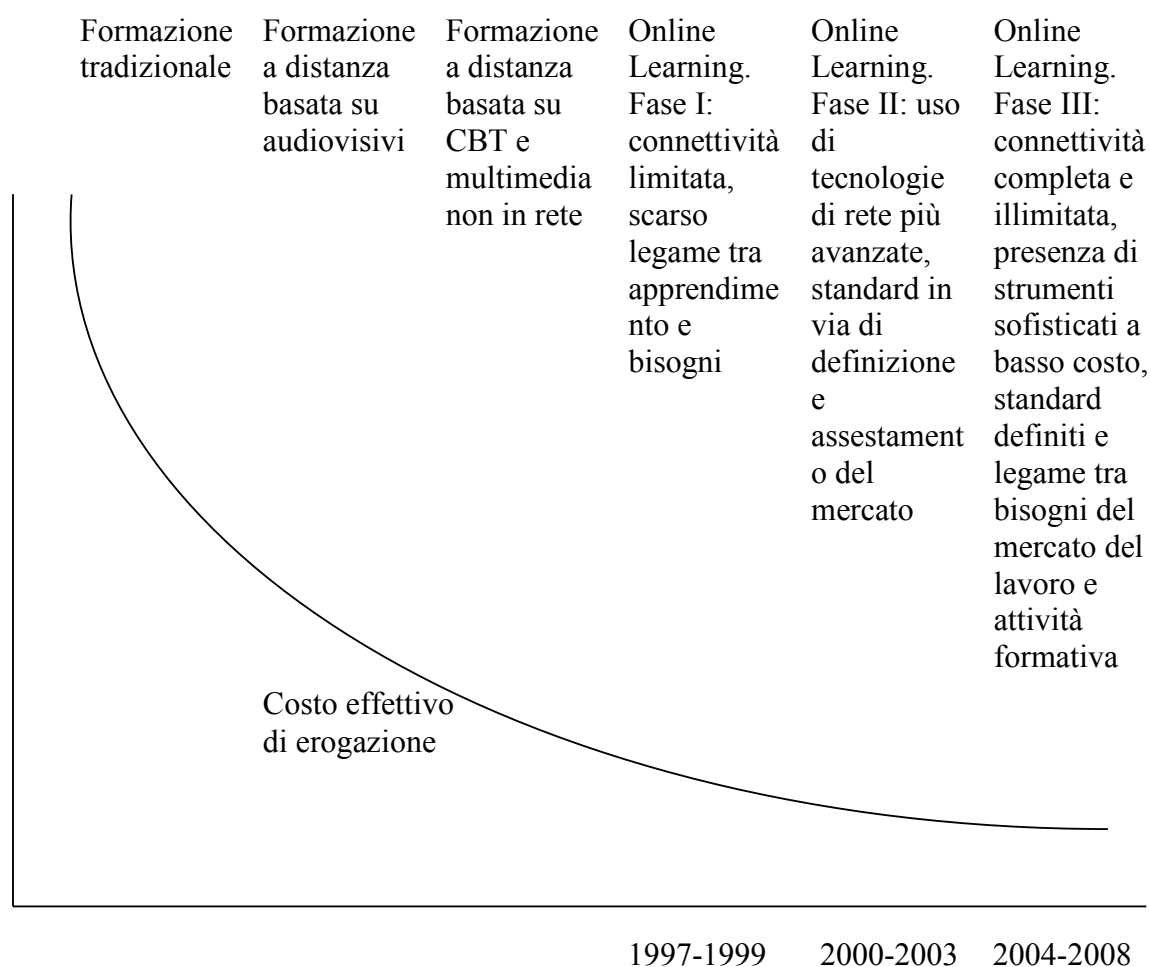 Formazione
tradizionale
Formazione
a distanza
basata su
audiovisivi
Formazione
a distanza
basata su
CBT e
multimedia
non in rete
Online
Learning.
Fase I:
connettività
limitata,
scarso
legame tra
apprendime
nto e
bisogni
Online
Learning.
Fase II: uso
di
tecnologie
di rete più
avanzate,
standard in
via di
definizione
e
assestament
o del
mercato
Online
Learning.
Fase III:
connettività
completa e
illimitata,
presenza di
strumenti
sofisticati a
basso costo,
standard
definiti e
legame tra
bisogni del
mercato del
lavoro e
attività
formativa
Costo effettivo
di erogazione
1997-1999
2000-2003
2004-2008